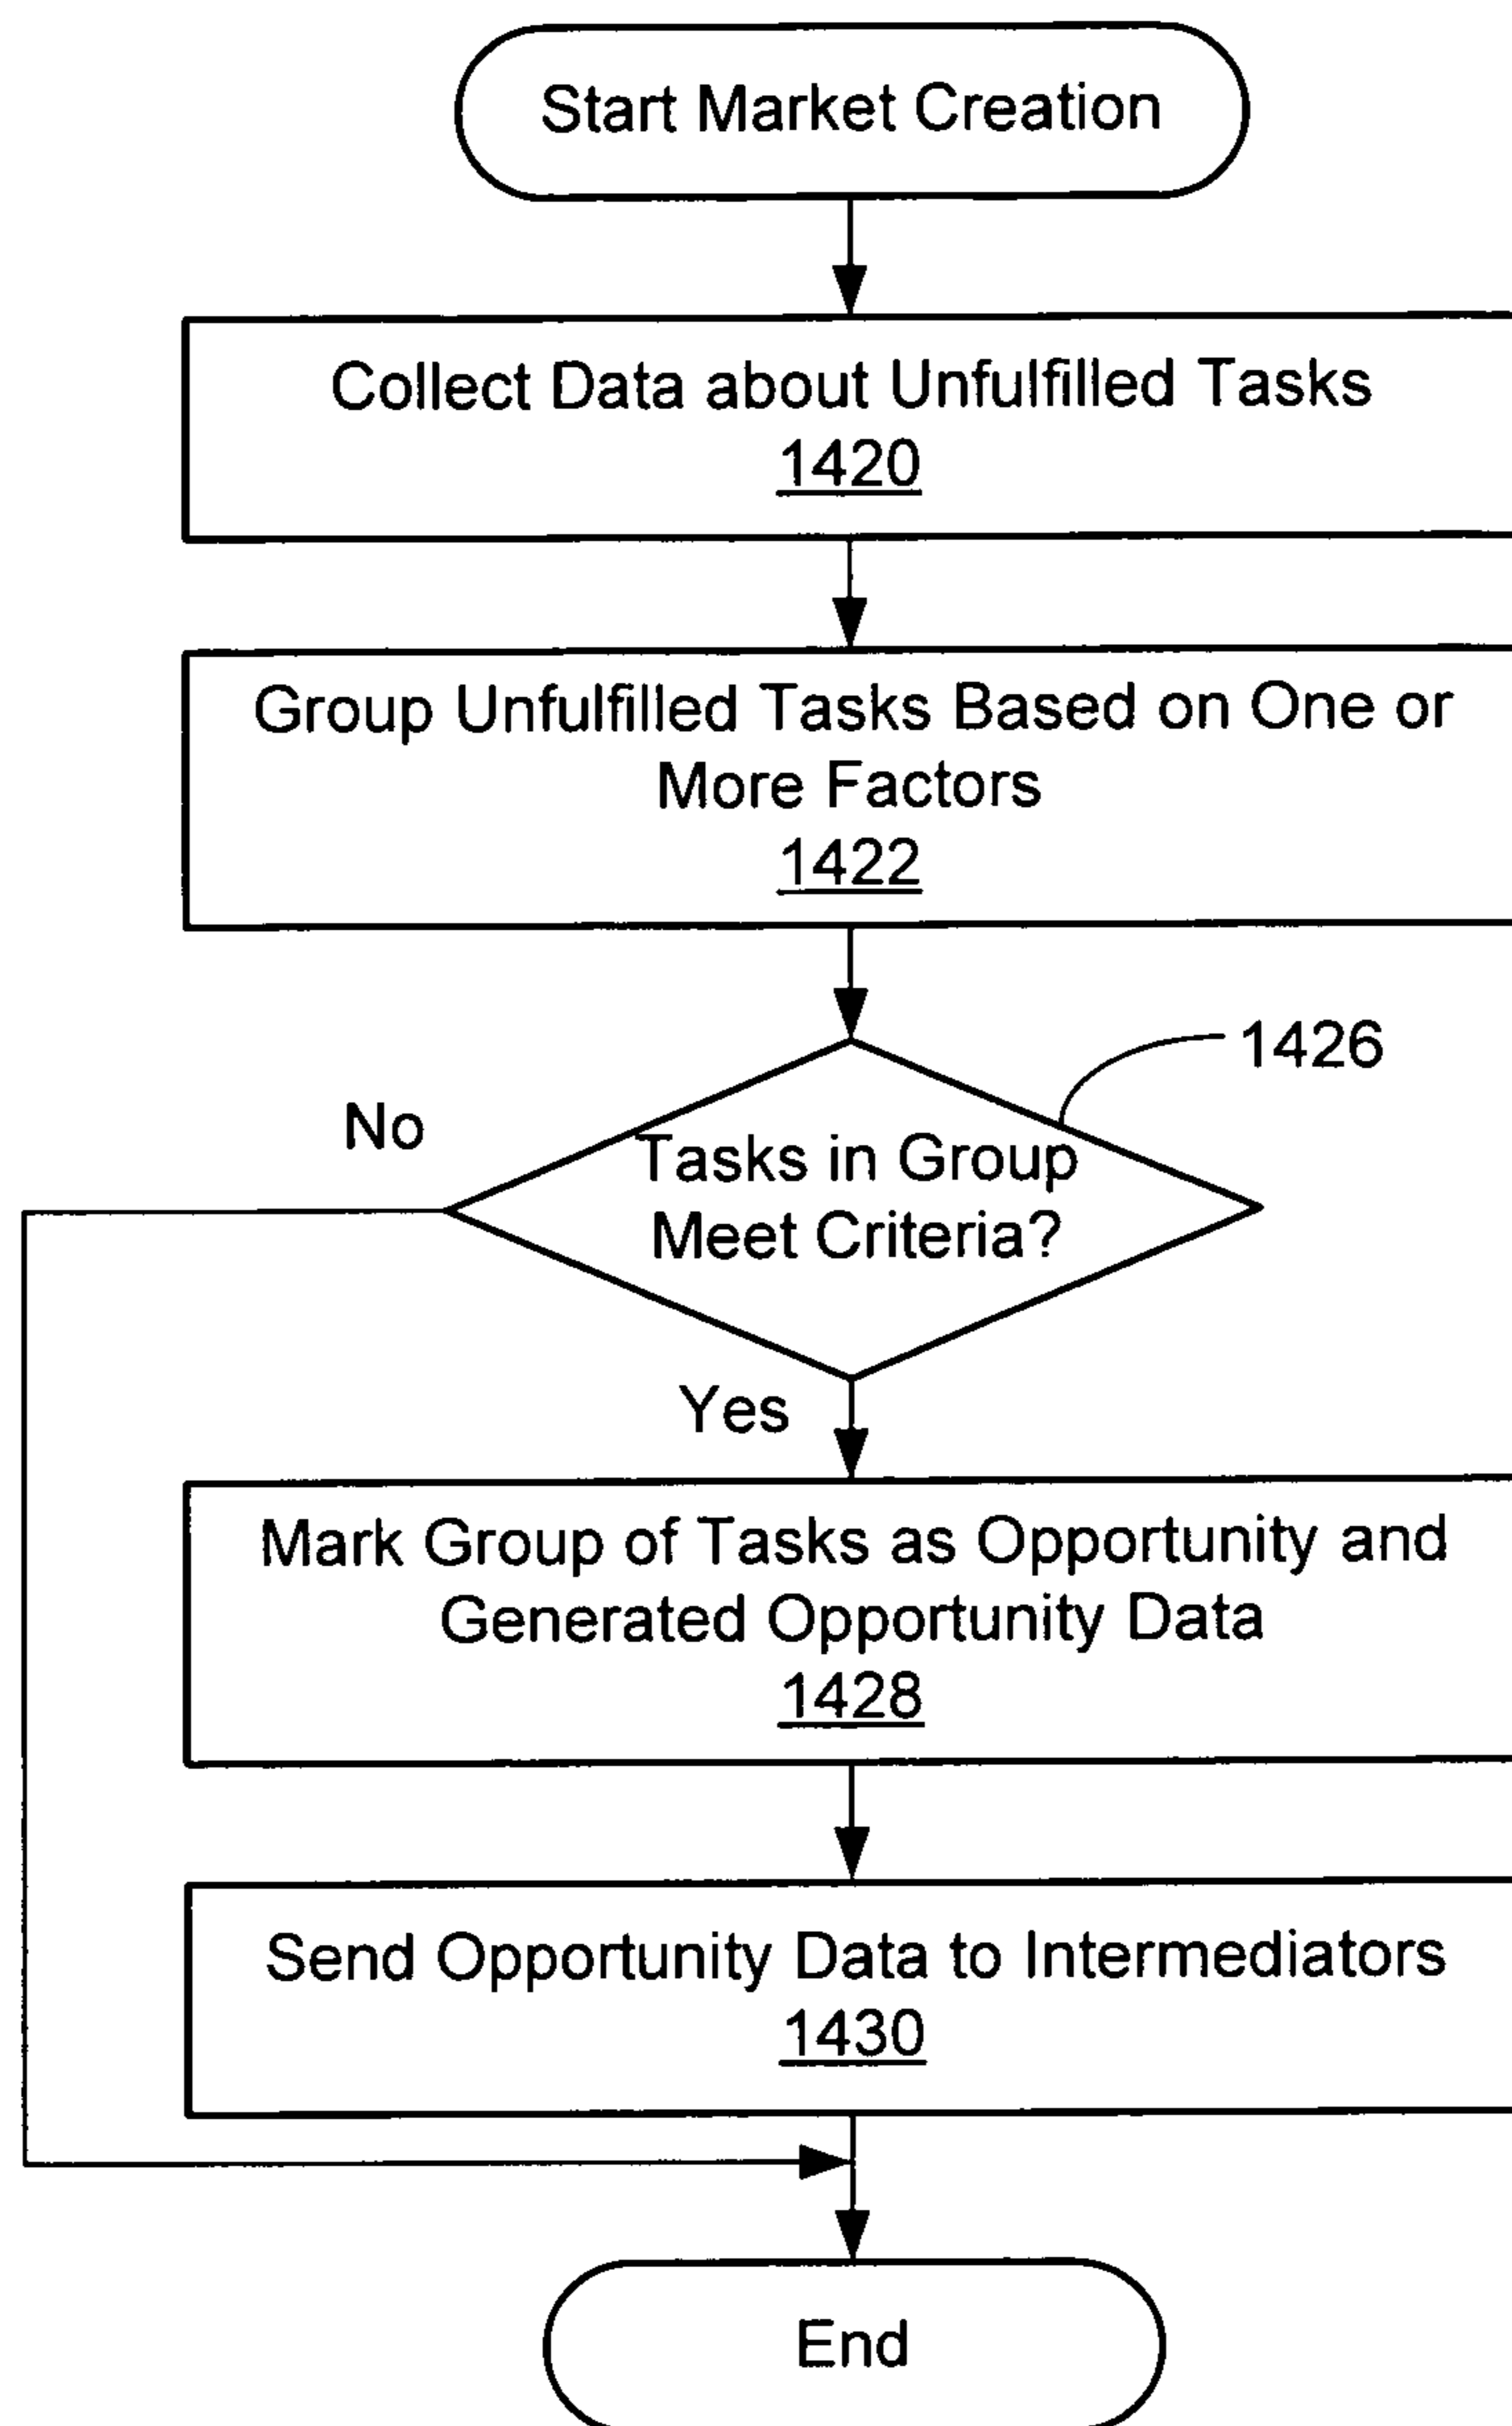 Start Market Creation
Collect Data about Unfulfilled Tasks
1420
Group Unfulfilled Tasks Based on One or
More Factors
1422
1426
No
Tasks in Group
Meet Criteria?
Yes
Mark Group of Tasks as Opportunity and
Generated Opportunity Data
1428
Send Opportunity Data to Intermediators
1430
End